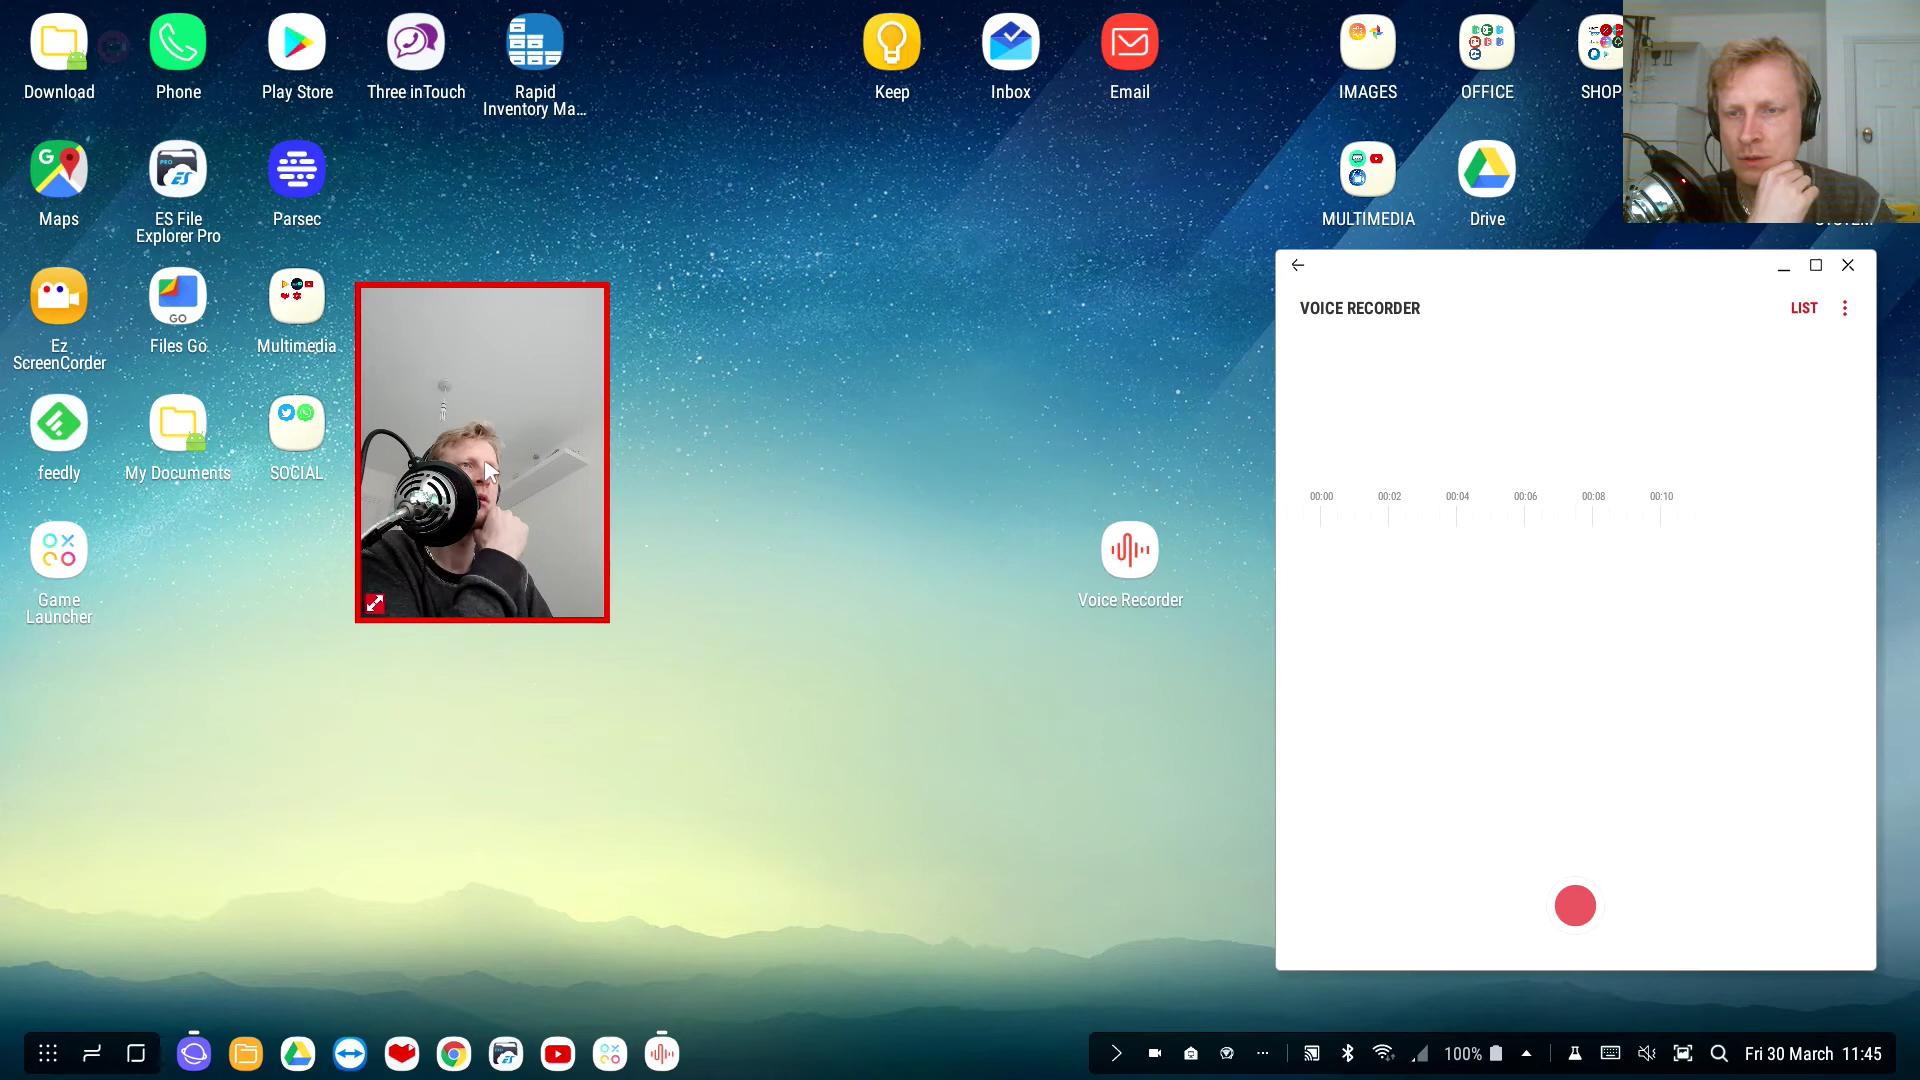 Download
Phone
Play Store
Three inTouch
Rapid
Inventory Ma...
Keep
Inbox
Email
IMAGES
OFFICE
SHOP
Maps
PRO
ES File
Explorer Pro
Parsec
MULTIMEDIA
Drive
Ez
ScreenCorder
GO
Files Go
Multimedia
VOICE RECORDER
LIST
feedly
My Documents
SOCIAL
00:00
00:02
00:04
00:06
00:08
00:10
Game
Launcher
Voice Recorder
100%
Fri 30 March 11:45